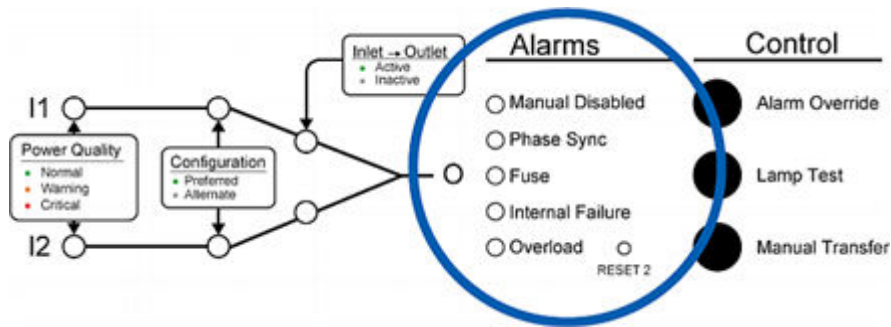 Inlet → Outlet
Active
Inactive
I1
Power Quality
Normal
Warning
Critical
Configuration
Preferred
Alternate
I2
O
Alarms
Manual Disabled
Phase Sync
Fuse
Internal Failure
Overload
RESET 2
Control
Alarm Override
Lamp Test
Manual Transfer